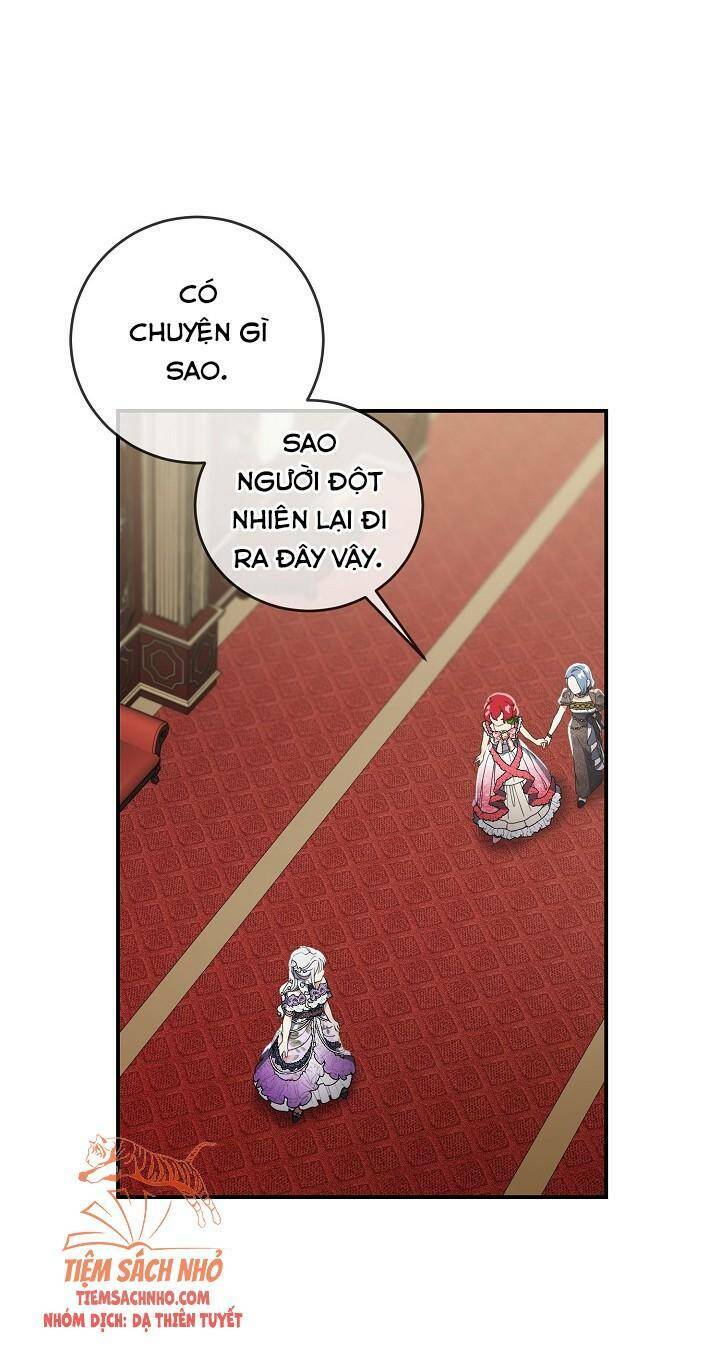 CÓ
CHUYỆN GÌ
SAO.
SAO
NGƯỜI ĐỘT
NHIÊN LẠI ĐI
RA ĐÂY VẬY.
TIỆM SÁCH NHỎ
TIEMSACHNHO.COM
NHÓM DỊCH: DẠ THIÊN TUYẾT